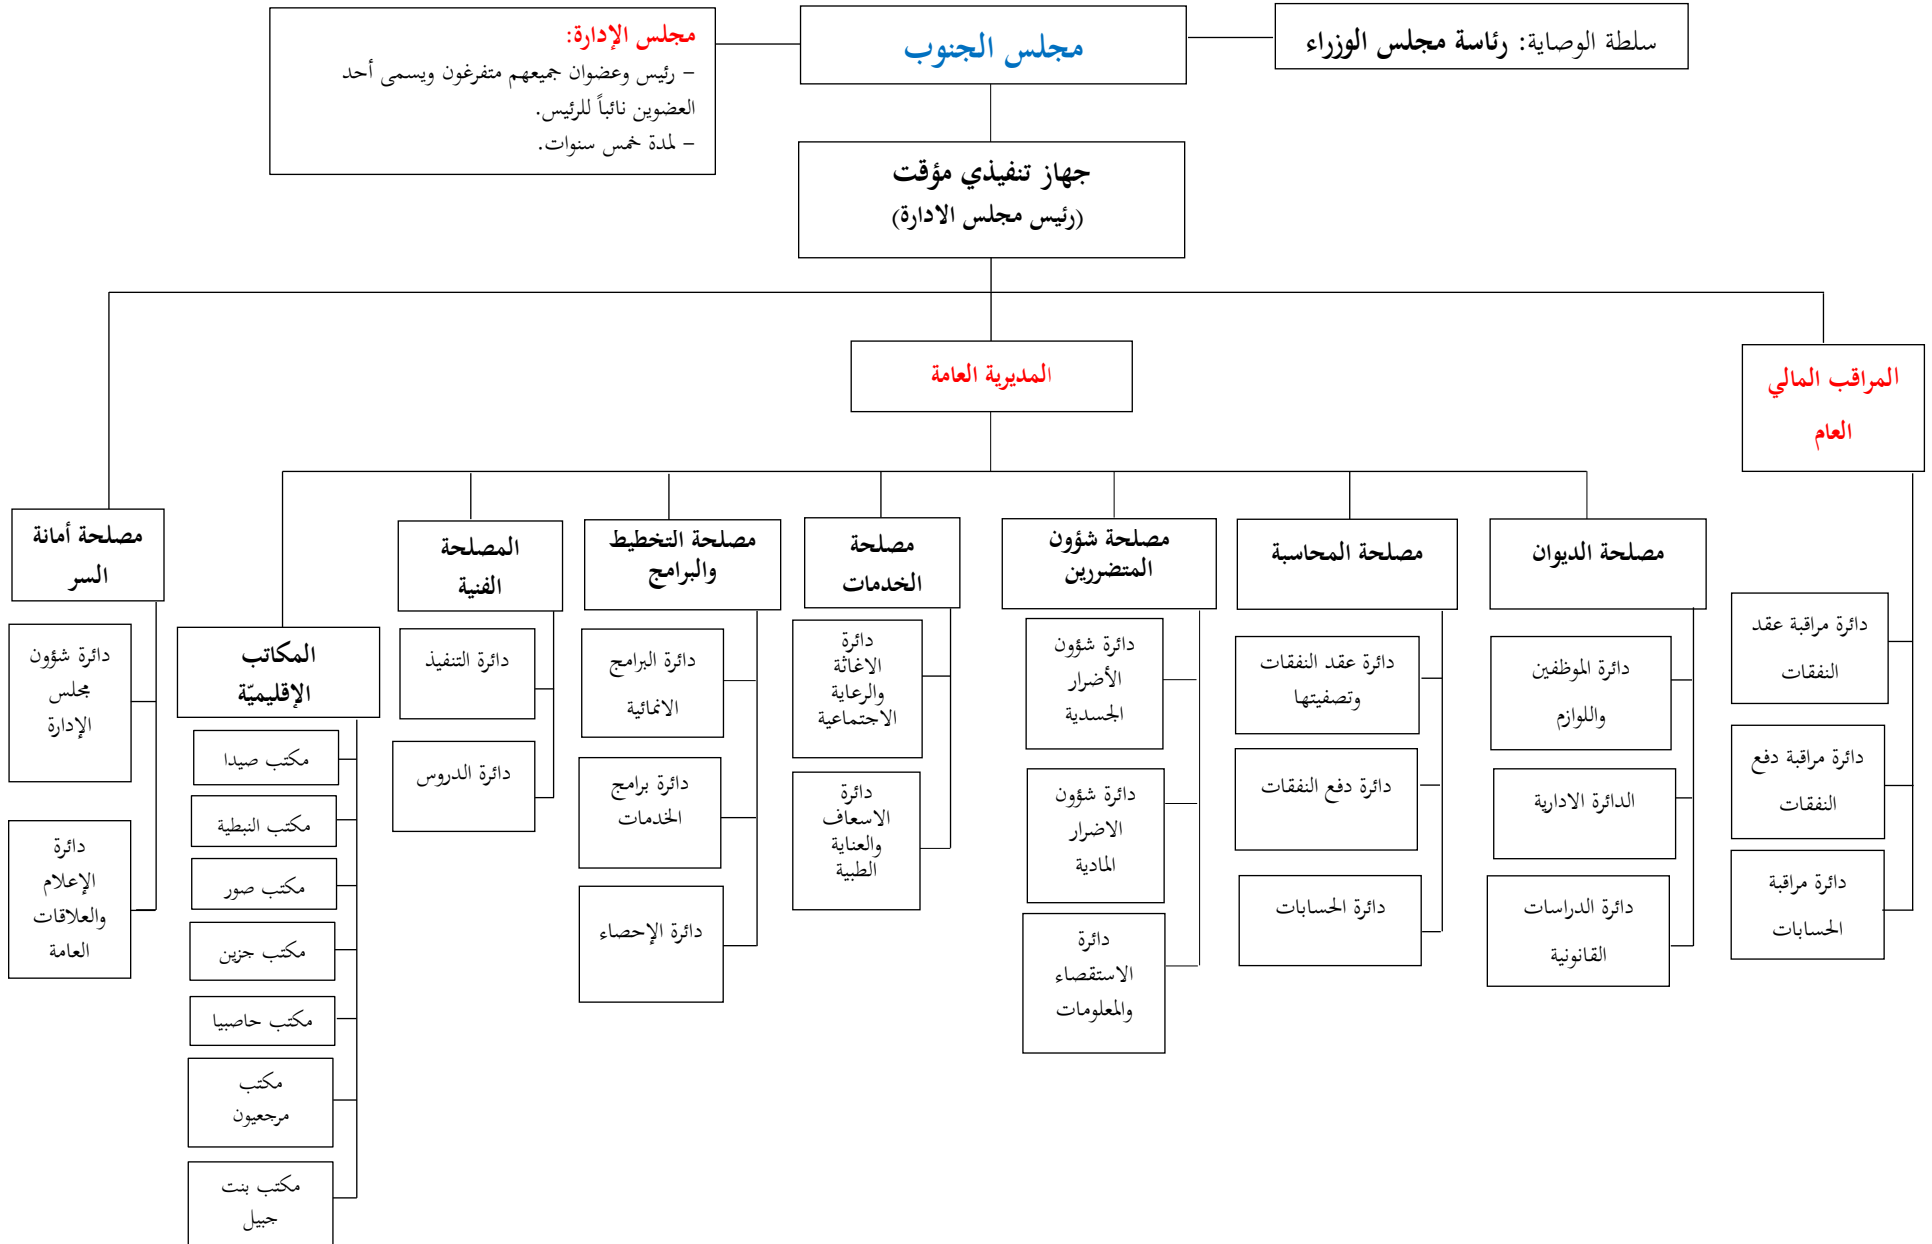 سلطة الوصاية: رئاسة مجلس الوزراء
مجلس الجنوب
مجلس الإدارة:
– رئيس وعضوان جميعهم متفرغون ويسمى أحد
العضوين نائباً للرئيس.
– لمدة خمس سنوات.
جهاز تنفيذي مؤقت
(رئيس مجلس الادارة)
المديرية العامة
المراقب المالي
العام
دائرة مراقبة عقد
النفقات
دائرة مراقبة دفع
النفقات
دائرة مراقبة
الحسابات
مصلحة الديوان
دائرة الموظفين
واللوازم
الدائرة الادارية
دائرة الدراسات
القانونية
مصلحة المحاسبة
دائرة عقد النفقات
وتصفيتها
دائرة دفع النفقات
دائرة الحسابات
مصلحة شؤون
المتضررين
دائرة شؤون
الأضرار
الجسدية
دائرة شؤون
الاضرار
المادية
دائرة
الاستقصاء
والمعلومات
مصلحة
الخدمات
دائرة
الاغاثة
والرعاية
الاجتماعية
دائرة
الاسعاف
والعناية
الطبية
مصلحة التخطيط
والبرامج
دائرة البرامج
الانمائية
دائرة برامج
الخدمات
دائرة الإحصاء
المصلحة
الفنية
دائرة التنفيذ
دائرة الدروس
المكاتب
الإقليميّة
مكتب صيدا
مكتب النبطية
مكتب صور
مكتب جزين
مكتب حاصبيا
مكتب
مرجعيون
مكتب بنت
جبيل
مصلحة أمانة
السر
دائرة شؤون
مجلس
الإدارة
دائرة
الإعلام
والعلاقات
العامة